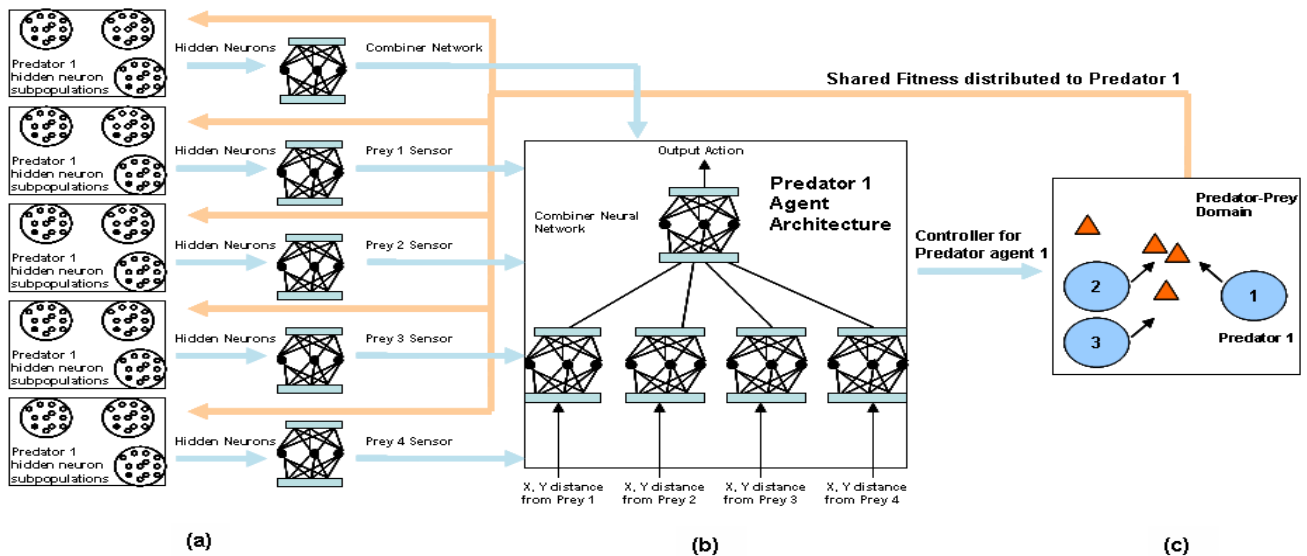 Predator 1
hidden neuron
subpopulations
Hidden Neurons
Combiner Network
Predator 1
hidden neuron
subpopulations
Hidden Neurons
Prey 1 Sensor
Predator 1
hidden neuron
subpopulations
Hidden Neurons
Prey 2 Sensor
Predator 1
hidden neuron
subpopulations
Hidden Neurons
Prey 3 Sensor
Predator 1
hidden neuron
subpopulations
Hidden Neurons
Prey 4 Sensor
(a)
Shared Fitness distributed to Predator 1
Output Action
Predator 1
Agent
Architecture
Combiner Neural
Network
X, Y distance
from Prey 1
X, Y distance
from Prey 2
X, Y distance
from Prey 3
X, Y distance
from Prey 4
(b)
Controller for
Predator agent 1
Predator-Prey
Domain
2
1
3
Predator 1
(c)